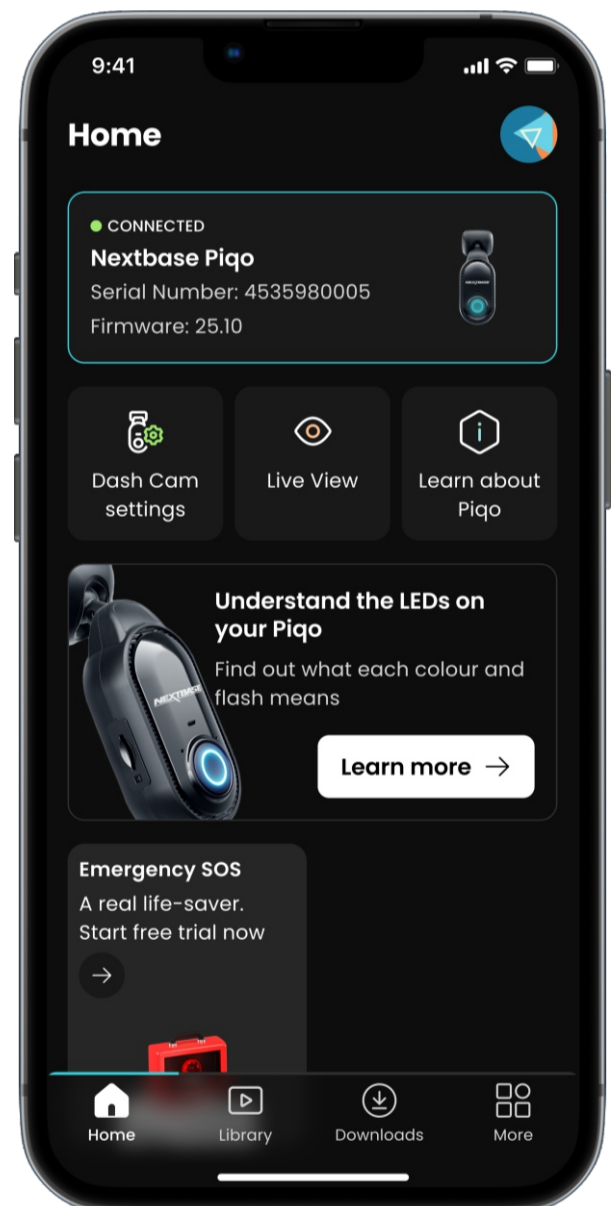 9:41
Home
CONNECTED
Nextbase Piqo
Serial Number: 4535980005
Firmware: 25.10
NEXTBASE
Dash Cam
settings
Live View
Learn about
Piqo
Understand the LEDs on
your Piqo
Find out what each colour and
flash means
NEXTBASE
Learn more →
Emergency SOS
A real life-saver.
Start free trial now
Home
Library
Downloads
More